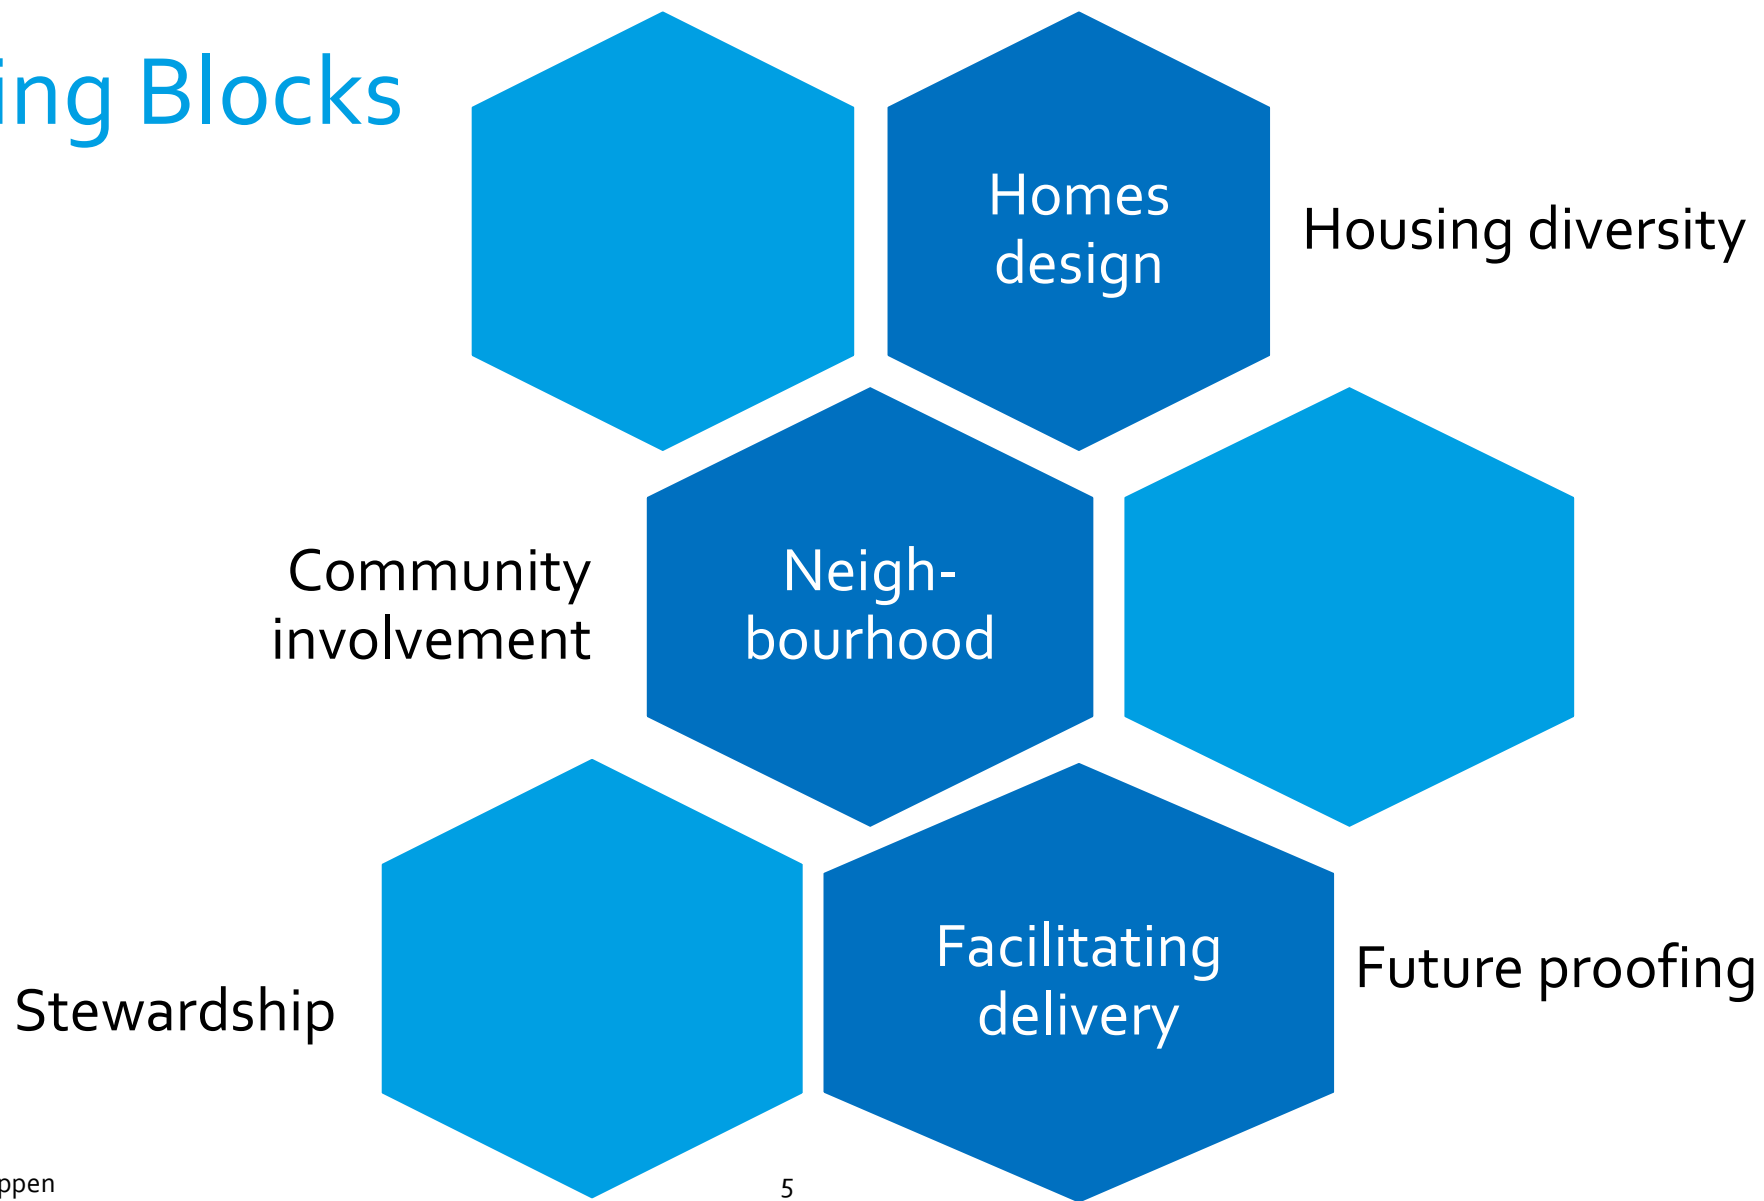 ing Blocks
Homes
design
Housing diversity
Community
involvement
Neigh-
bourhood
Facilitating
delivery
Future proofing
Stewardship
ppen
5